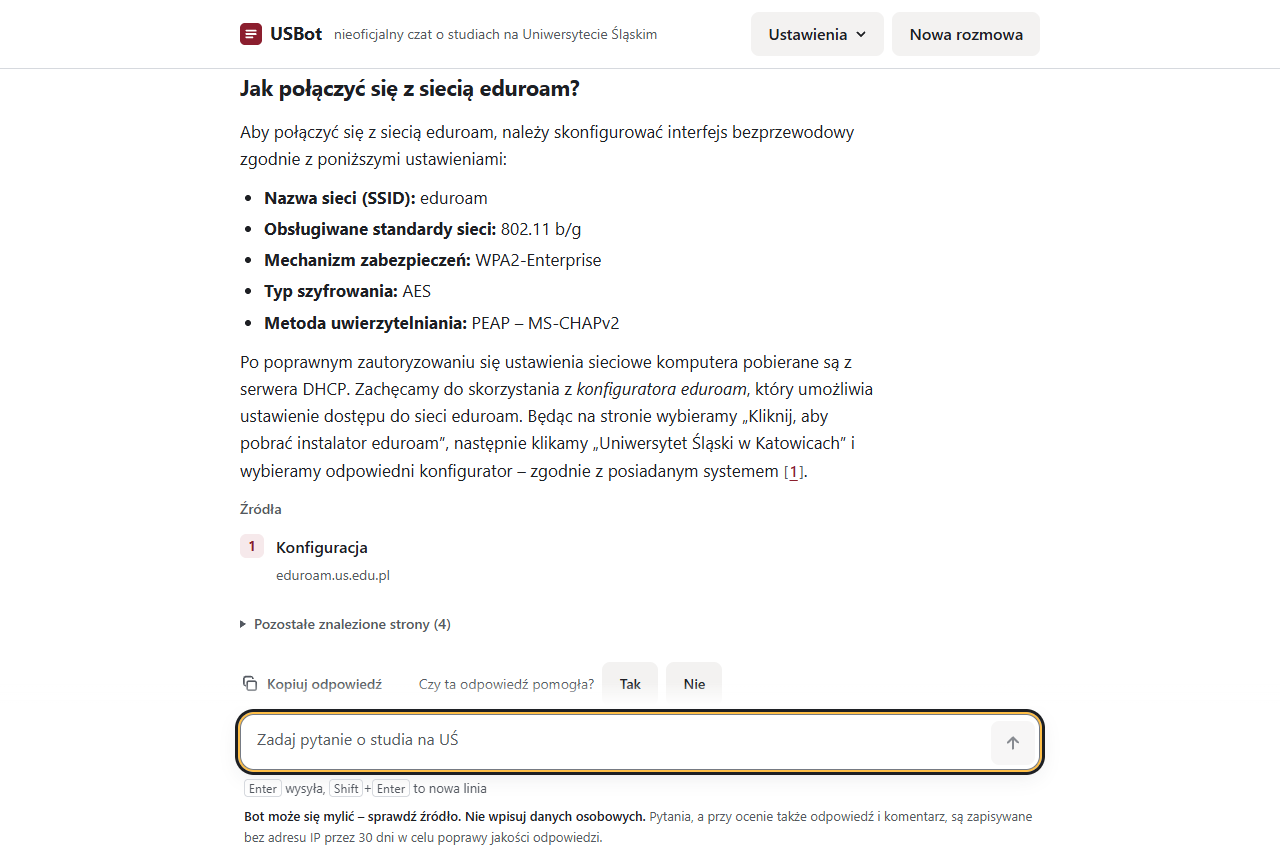 USBot nieoficjalny czat o studiach na Uniwersytecie Śląskim
Ustawienia
Nowa rozmowa
Jak połączyć się z siecią eduroam?
Aby połączyć się z siecią eduroam, należy skonfigurować interfejs bezprzewodowy
zgodnie z poniższymi ustawieniami:
• Nazwa sieci (SSID): eduroam
• Obsługiwane standardy sieci: 802.11 b/g
• Mechanizm zabezpieczeń: WPA2-Enterprise
• Typ szyfrowania: AES
• Metoda uwierzytelniania: PEAP – MS-CHAPv2
Po poprawnym zautoryzowaniu się ustawienia sieciowe komputera pobierane są z
serwera DHCP. Zachęcamy do skorzystania z konfiguratora eduroam, który umożliwia
ustawienie dostępu do sieci eduroam. Będąc na stronie wybieramy „Kliknij, aby
pobrać instalator eduroam”, następnie klikamy „Uniwersytet Śląski w Katowicach” i
wybieramy odpowiedni konfigurator – zgodnie z posiadanym systemem [1].
Źródła
1 Konfiguracja
eduroam.us.edu.pl
Pozostałe znalezione strony (4)
Kopiuj odpowiedź
Czy ta odpowiedź pomogła? Tak Nie
Zadaj pytanie o studia na UŚ
Enter wysyła, Shift + Enter to nowa linia
Bot może się mylić – sprawdź źródło. Nie wpisuj danych osobowych. Pytania, a przy ocenie także odpowiedź i komentarz, są zapisywane
bez adresu IP przez 30 dni w celu poprawy jakości odpowiedzi.